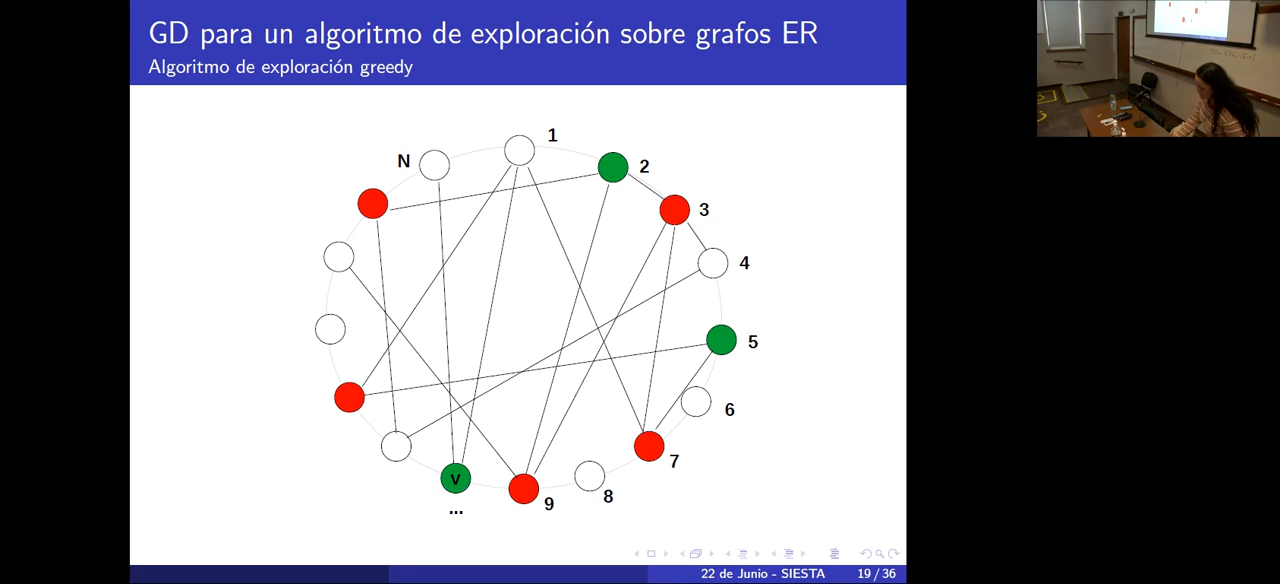 GD para un algoritmo de exploración sobre grafos ER
Algoritmo de exploración greedy
1
N
2
3
4
5
6
7
8
9
v
...
22 de Junio - SIESTA
19 / 36